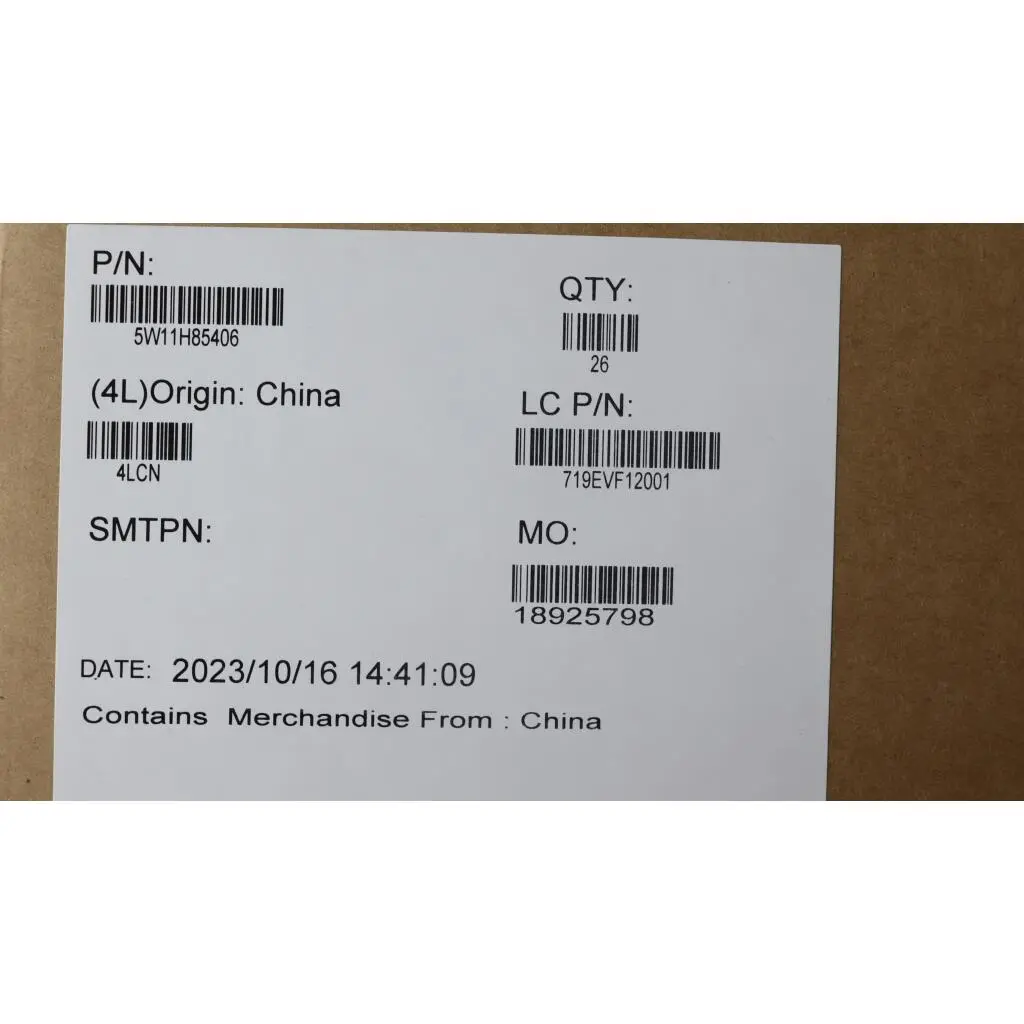 P/N:
5W11H85406
QTY:
26
(4L)Origin: China
4LCN
LC P/N:
719EVF12001
SMTPN:
MO:
18925798
DATE: 2023/10/16 14:41:09
Contains Merchandise From : China